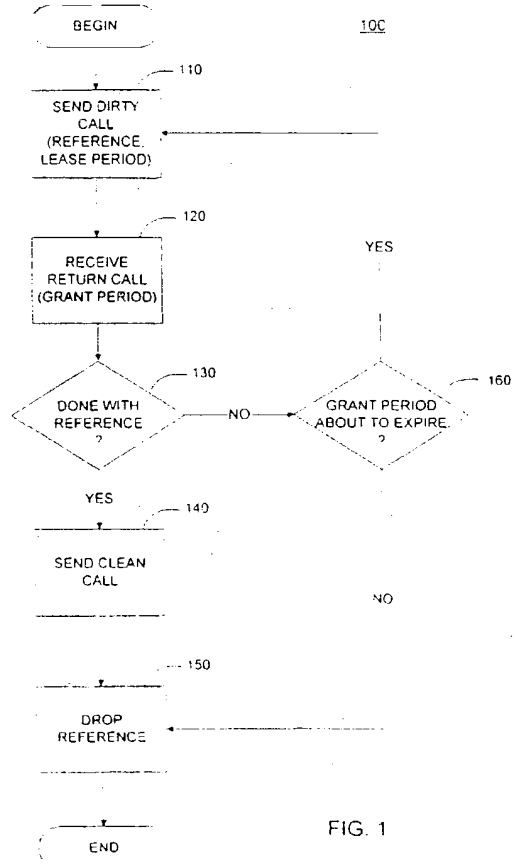 BEGIN
100
110
SEND DIRTY
CALL
(REFERENCE,
LEASE PERIOD)
120
RECEIVE
RETURN CALL
(GRANT PERIOD)
YES
130
DONE WITH
REFERENCE
?
NO
160
GRANT PERIOD
ABOUT TO EXPIRE
?
YES
140
SEND CLEAN
CALL
NO
150
DROP
REFERENCE
FIG. 1
END